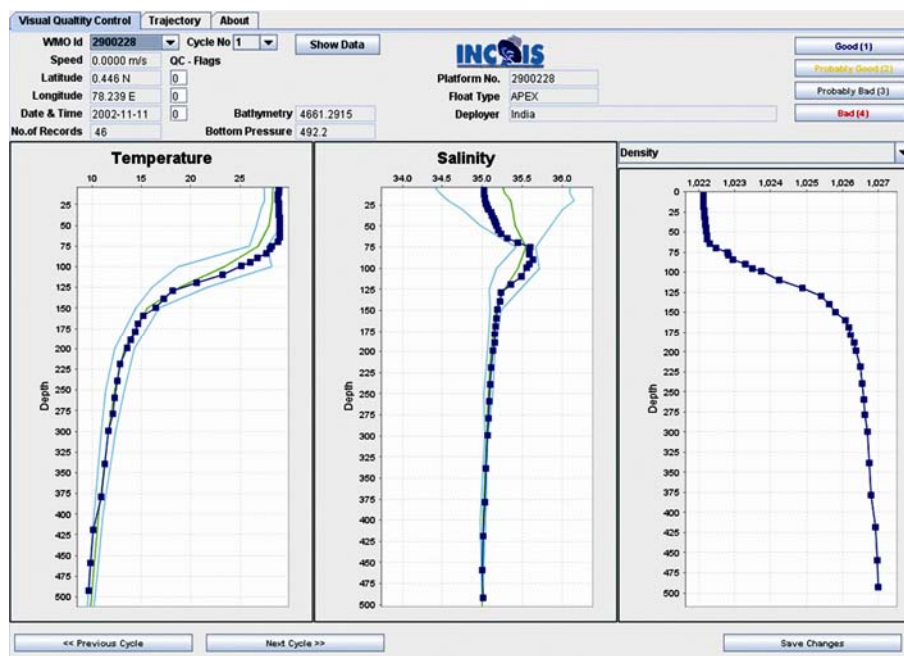 Visual Qualtity Control Trajectory About
WMO Id 2900228 Cycle No 1 Show Data
Speed 0.0000 m/s QC - Flags
Latitude 0.446 N 0
Longitude 78.239 E 0
Date & Time 2002-11-11 0 Bathymetry 4661.2915
No.of Records 46 Bottom Pressure 492.2
INCOIS
Platform No. 2900228
Float Type APEX
Deployer India
Good (1)
Probably Good (2)
Probably Bad (3)
Bad (4)
Temperature
10 15 20 25
Depth
25
50
75
100
125
150
175
200
225
250
275
300
325
350
375
400
425
450
475
500
Salinity
34.0 34.5 35.0 35.5 36.0
Depth
25
50
75
100
125
150
175
200
225
250
275
300
325
350
375
400
425
450
475
500
Density
1,022 1,023 1,024 1,025 1,026 1,027
Depth
0
25
50
75
100
125
150
175
200
225
250
275
300
325
350
375
400
425
450
475
500
<< Previous Cycle Next Cycle >> Save Changes